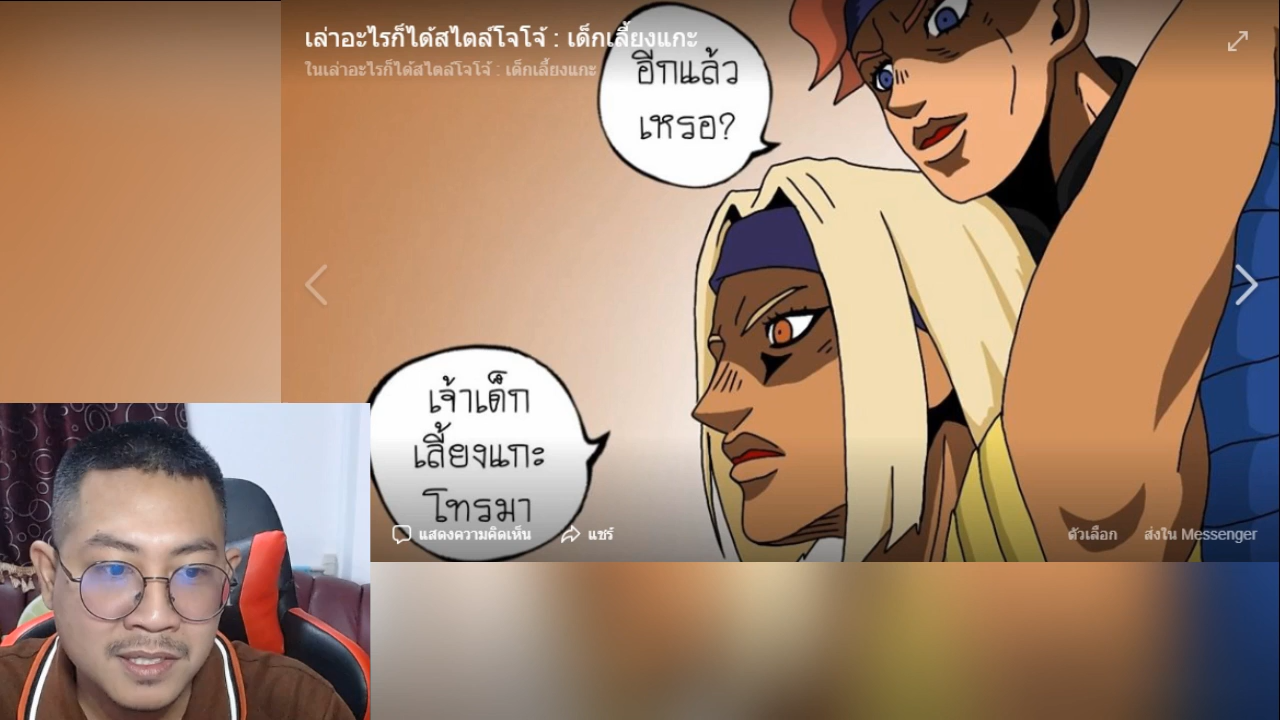 เล่าอะไรก็ได้สไตล์โจโจ้ : เด็กเลี้ยงแกะ
ในเล่าอะไรก็ได้สไตล์โจโจ้ : เด็กเลี้ยงแกะ
อีกแล้ว
เหรอ?
เจ้าเด็ก
เลี้ยงแกะ
โทรมา
แสดงความคิดเห็น
แชร์
ตัวเลือก
ส่งใน Messenger